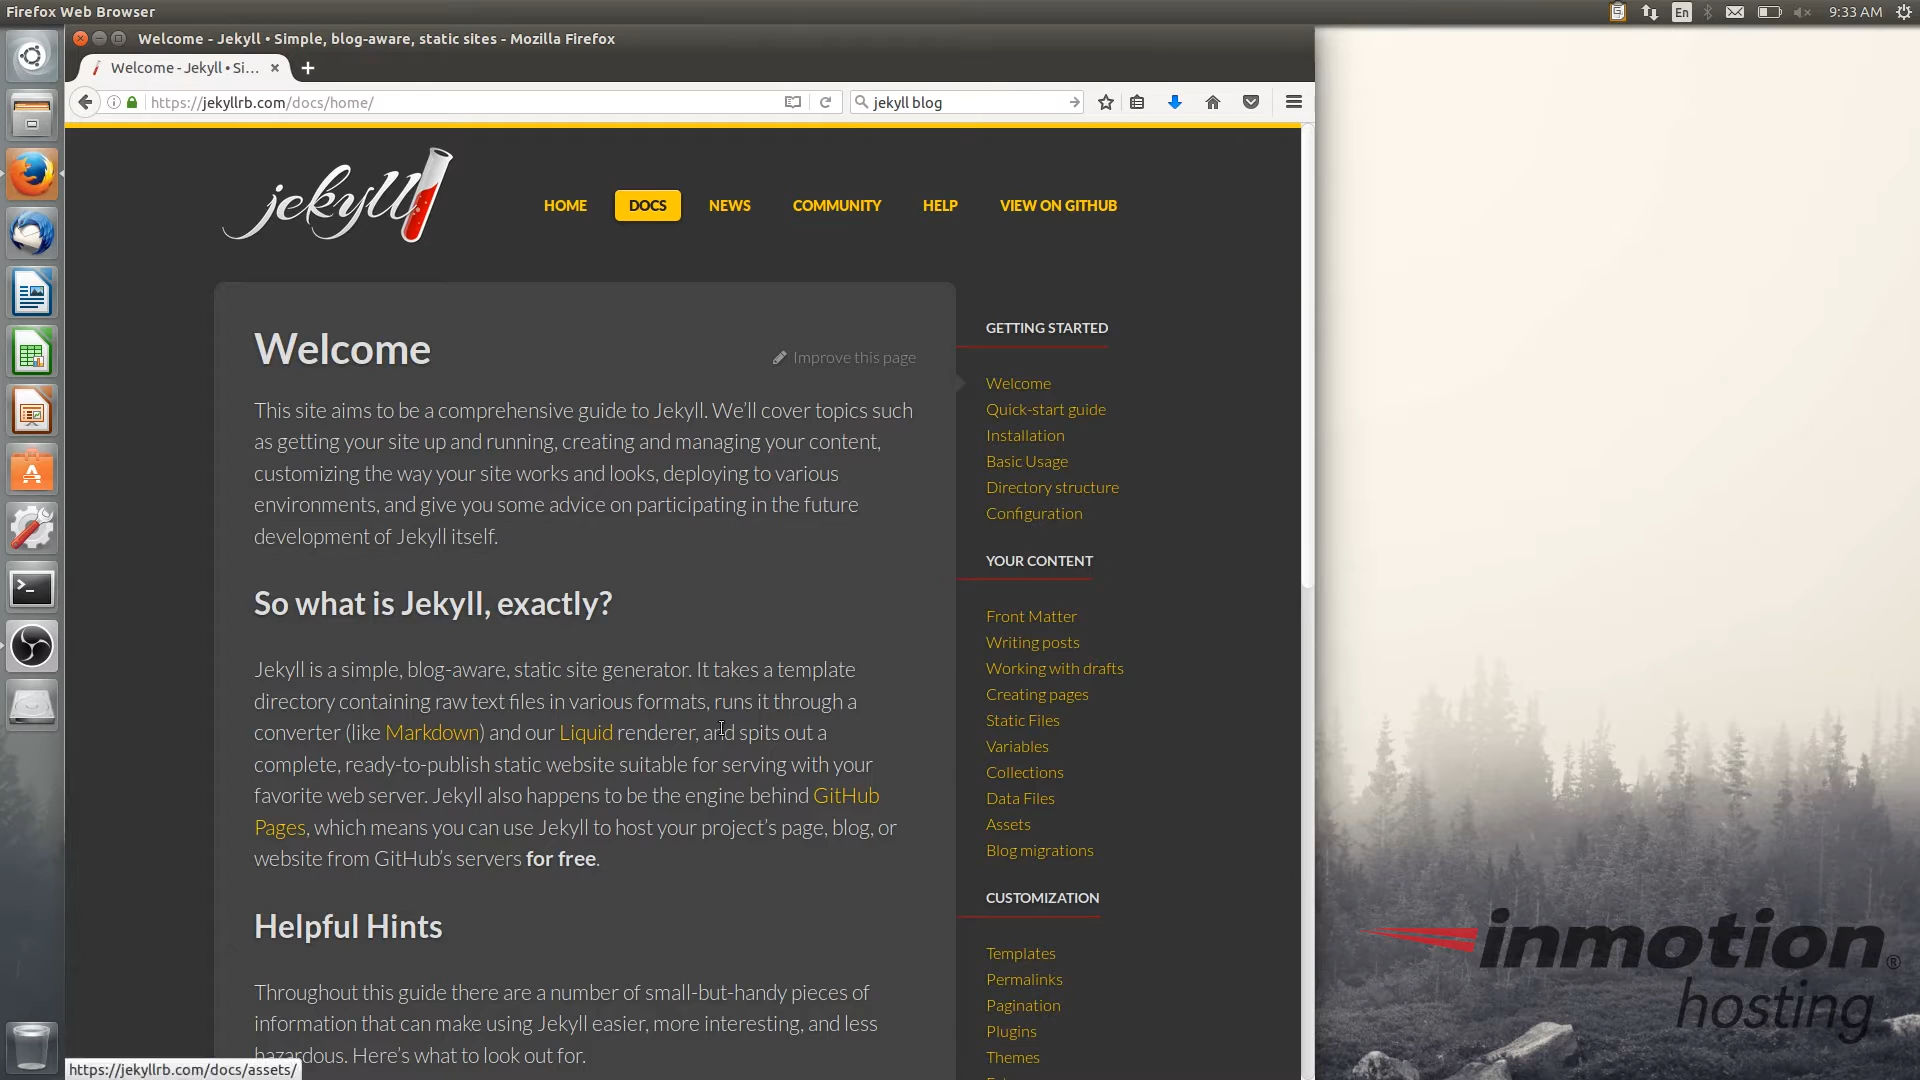 Firefox Web Browser
En
9:33 AM
Welcome - Jekyll • Simple, blog-aware, static sites - Mozilla Firefox
Welcome - Jekyll • Si...
https://jekyllrb.com/docs/home/
jekyll blog
jekyll
HOME
DOCS
NEWS
COMMUNITY
HELP
VIEW ON GITHUB
Welcome
Improve this page
This site aims to be a comprehensive guide to Jekyll. We’ll cover topics such
as getting your site up and running, creating and managing your content,
customizing the way your site works and looks, deploying to various
environments, and give you some advice on participating in the future
development of Jekyll itself.
So what is Jekyll, exactly?
Jekyll is a simple, blog-aware, static site generator. It takes a template
directory containing raw text files in various formats, runs it through a
converter (like Markdown) and our Liquid renderer, and spits out a
complete, ready-to-publish static website suitable for serving with your
favorite web server. Jekyll also happens to be the engine behind GitHub
Pages, which means you can use Jekyll to host your project’s page, blog, or
website from GitHub’s servers for free.
Helpful Hints
Throughout this guide there are a number of small-but-handy pieces of
information that can make using Jekyll easier, more interesting, and less
hazardous. Here’s what to look out for.
GETTING STARTED
Welcome
Quick-start guide
Installation
Basic Usage
Directory structure
Configuration
YOUR CONTENT
Front Matter
Writing posts
Working with drafts
Creating pages
Static Files
Variables
Collections
Data Files
Assets
Blog migrations
CUSTOMIZATION
Templates
Permalinks
Pagination
Plugins
Themes
https://jekyllrb.com/docs/assets/
inmotion®
hosting